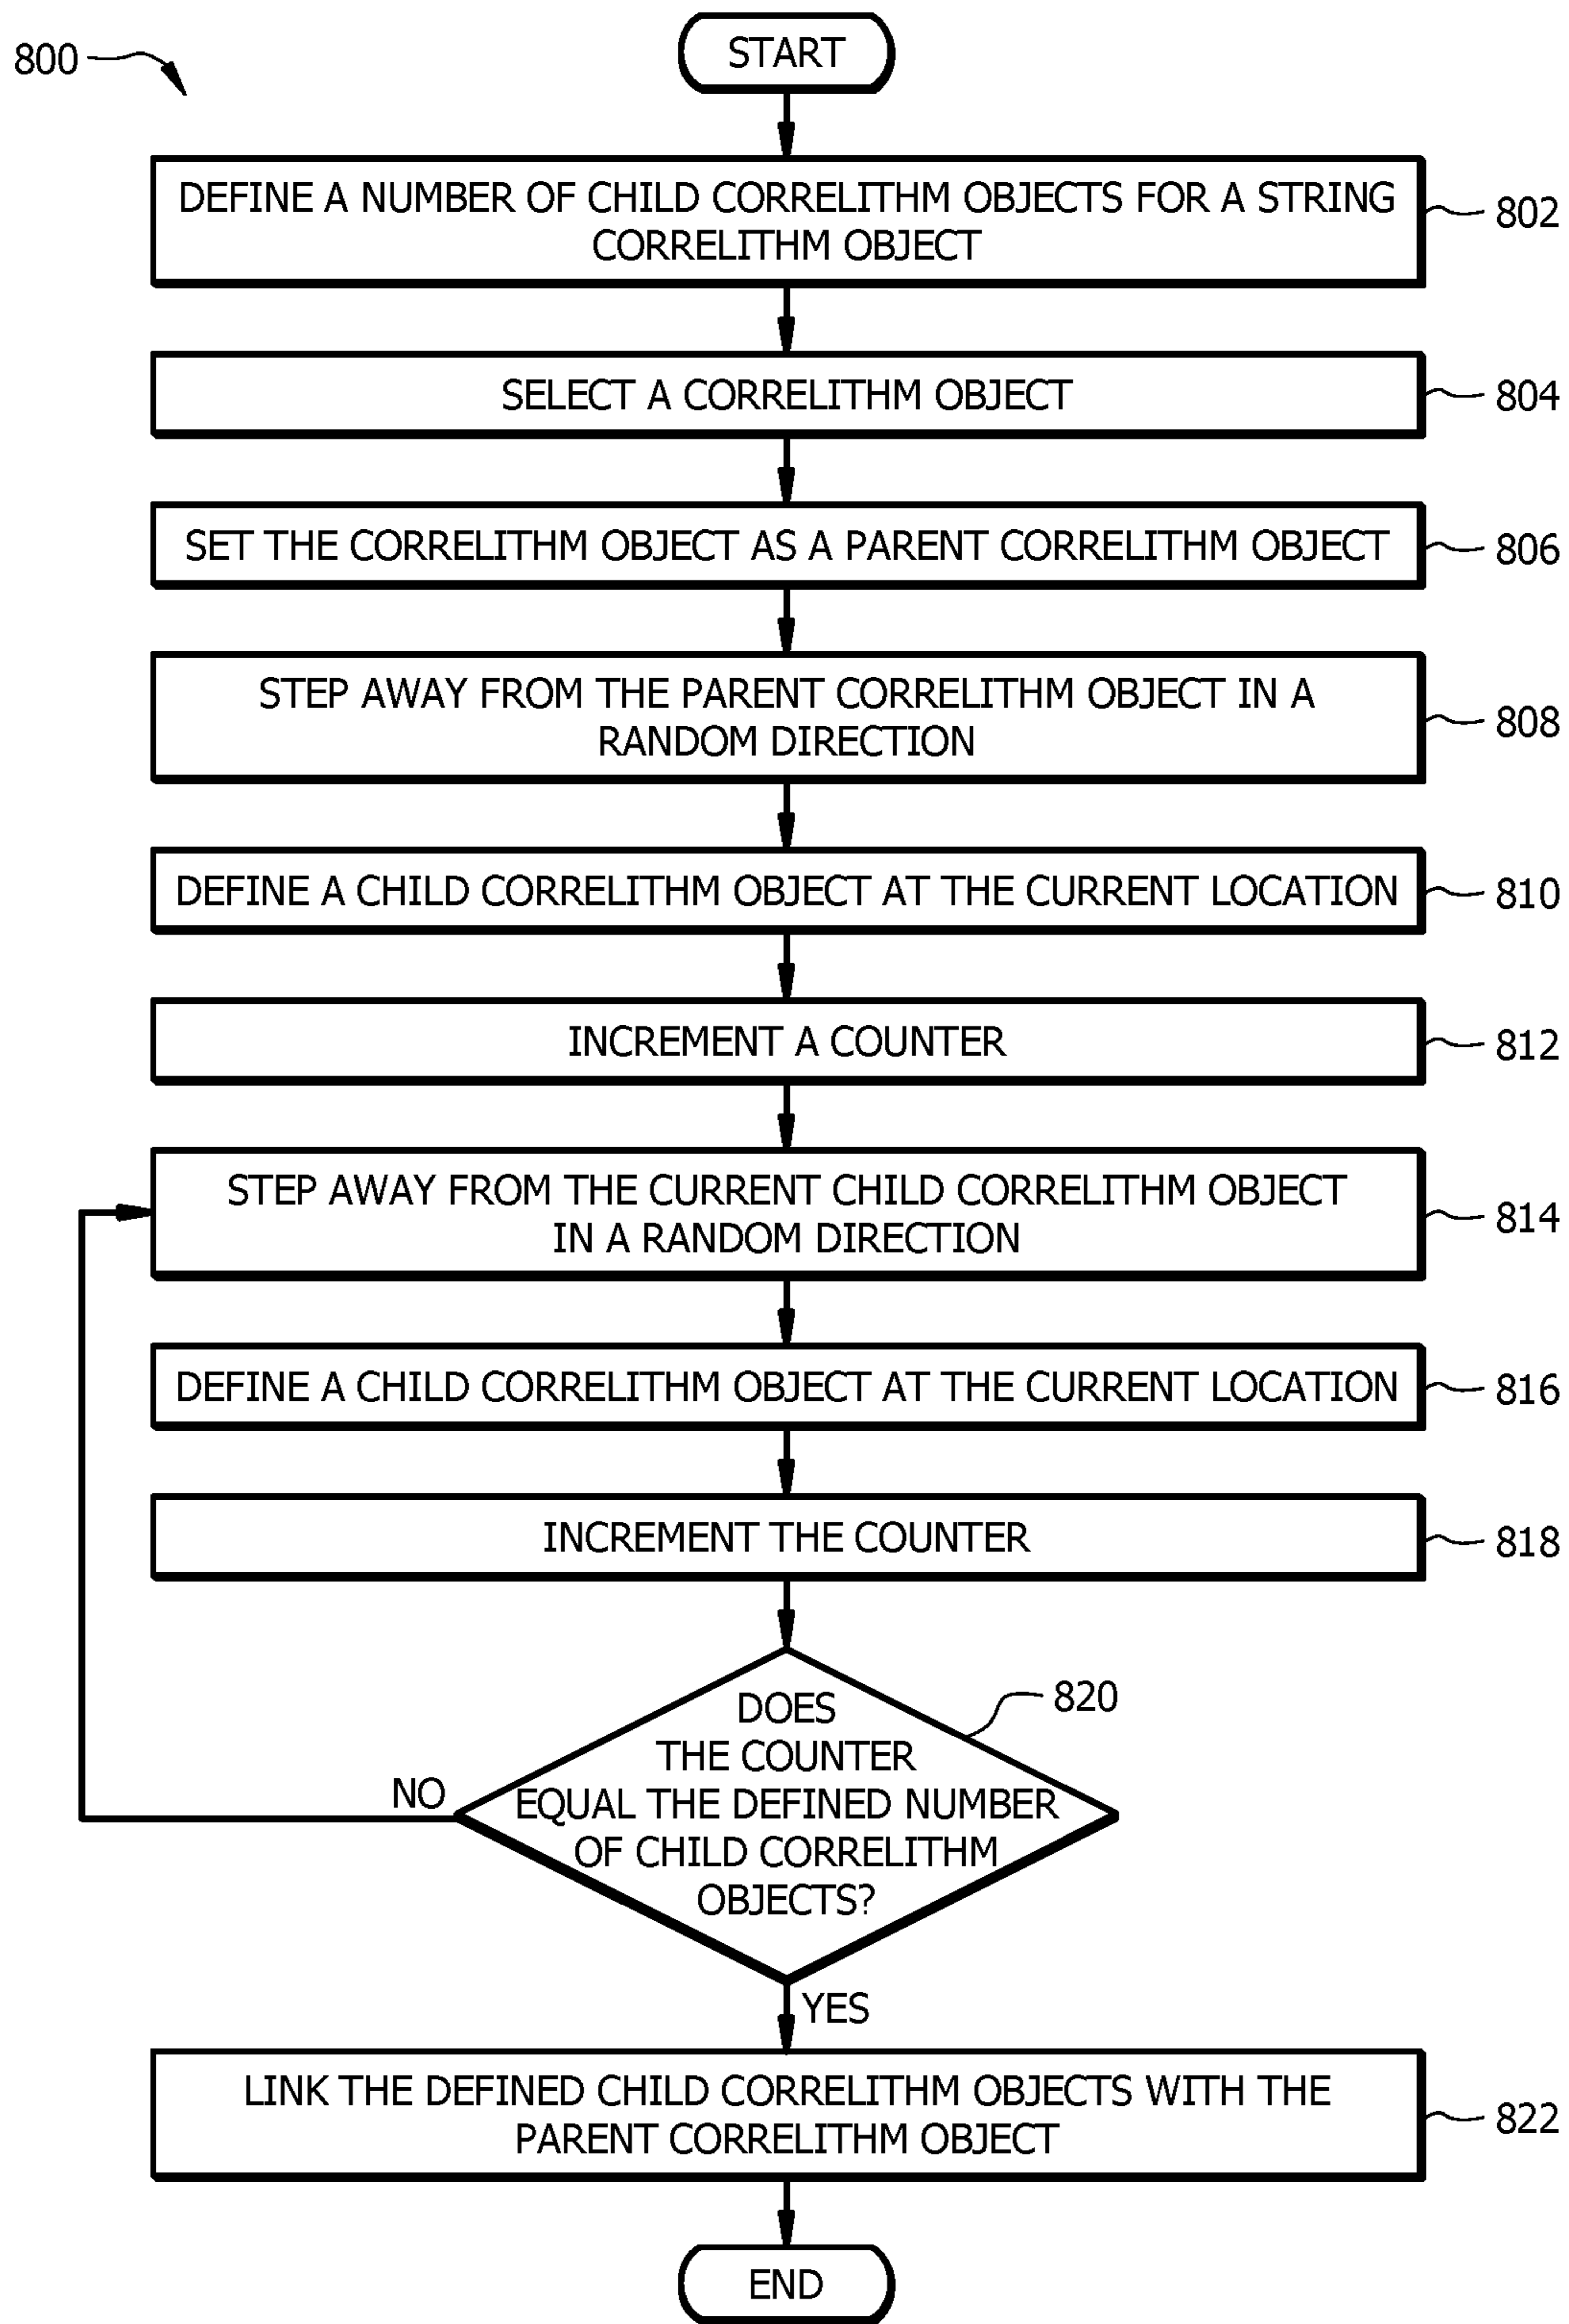 800
START
DEFINE A NUMBER OF CHILD CORRELITHM OBJECTS FOR A STRING
CORRELITHM OBJECT
802
SELECT A CORRELITHM OBJECT
804
SET THE CORRELITHM OBJECT AS A PARENT CORRELITHM OBJECT
806
STEP AWAY FROM THE PARENT CORRELITHM OBJECT IN A
RANDOM DIRECTION
808
DEFINE A CHILD CORRELITHM OBJECT AT THE CURRENT LOCATION
810
INCREMENT A COUNTER
812
STEP AWAY FROM THE CURRENT CHILD CORRELITHM OBJECT
IN A RANDOM DIRECTION
814
DEFINE A CHILD CORRELITHM OBJECT AT THE CURRENT LOCATION
816
INCREMENT THE COUNTER
818
DOES
THE COUNTER
EQUAL THE DEFINED NUMBER
OF CHILD CORRELITHM
OBJECTS?
820
NO
YES
LINK THE DEFINED CHILD CORRELITHM OBJECTS WITH THE
PARENT CORRELITHM OBJECT
822
END